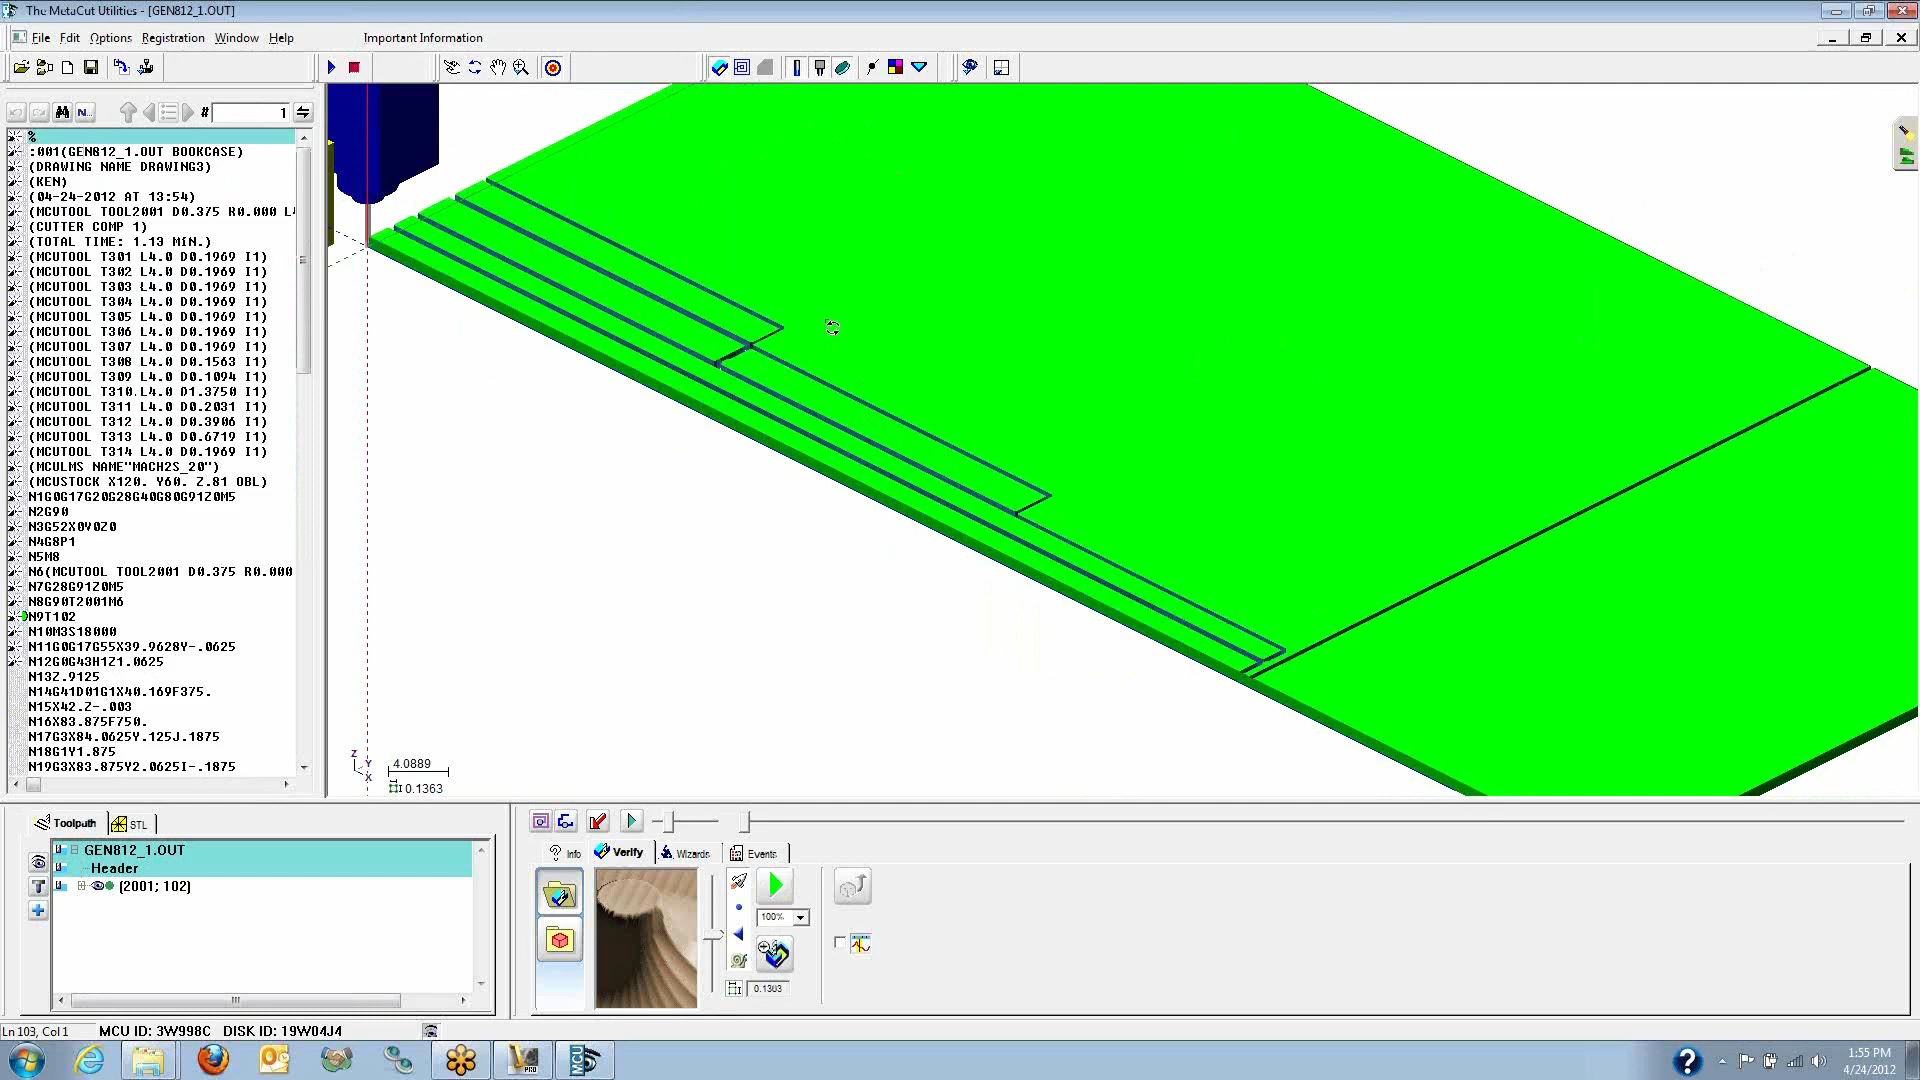 The MetaCut Utilities - [GEN812_1.OUT]
File Edit Options Registration Window Help Important Information
N...
# 1
%
:001(GEN812_1.OUT BOOKCASE)
(DRAWING NAME DRAWING3)
(KEN)
(04-24-2012 AT 13:54)
(MCUTOOL TOOL2001 D0.375 R0.000 L
(CUTTER COMP 1)
(TOTAL TIME: 1.13 MIN.)
(MCUTOOL T301 L4.0 D0.1969 I1)
(MCUTOOL T302 L4.0 D0.1969 I1)
(MCUTOOL T303 L4.0 D0.1969 I1)
(MCUTOOL T304 L4.0 D0.1969 I1)
(MCUTOOL T305 L4.0 D0.1969 I1)
(MCUTOOL T306 L4.0 D0.1969 I1)
(MCUTOOL T307 L4.0 D0.1969 I1)
(MCUTOOL T308 L4.0 D0.1563 I1)
(MCUTOOL T309 L4.0 D0.1094 I1)
(MCUTOOL T310 L4.0 D1.3750 I1)
(MCUTOOL T311 L4.0 D0.2031 I1)
(MCUTOOL T312 L4.0 D0.3906 I1)
(MCUTOOL T313 L4.0 D0.6719 I1)
(MCUTOOL T314 L4.0 D0.1969 I1)
(MCULMS NAME"MACH2S_20")
(MCUSTOCK X120. Y60. Z.81 OBL)
N1G0G17G20G28G40G80G91Z0M5
N2G90
N3G52X0Y0Z0
N4G8P1
N5M8
N6(MCUTOOL TOOL2001 D0.375 R0.000
N7G28G91Z0M5
N8G90T2001M6
N9T102
N10M3S18000
N11G0G17G55X39.9628Y-.0625
N12G0G43H1Z1.0625
N13Z.9125
N14G41D01G1X40.169F375.
N15X42.Z-.003
N16X83.875F750.
N17G3X84.0625Y.125J.1875
N18G1Y1.875
N19G3X83.875Y2.0625I-.1875
Z
Y
X
4.0889
0.1363
Toolpath STL
GEN812_1.OUT
Header
(2001; 102)
Info Verify Wizards Events
100%
0.1303
Ln 103, Col 1 MCU ID: 3W998C DISK ID: 19W04J4
PRO
MCU
1:55 PM
4/24/2012